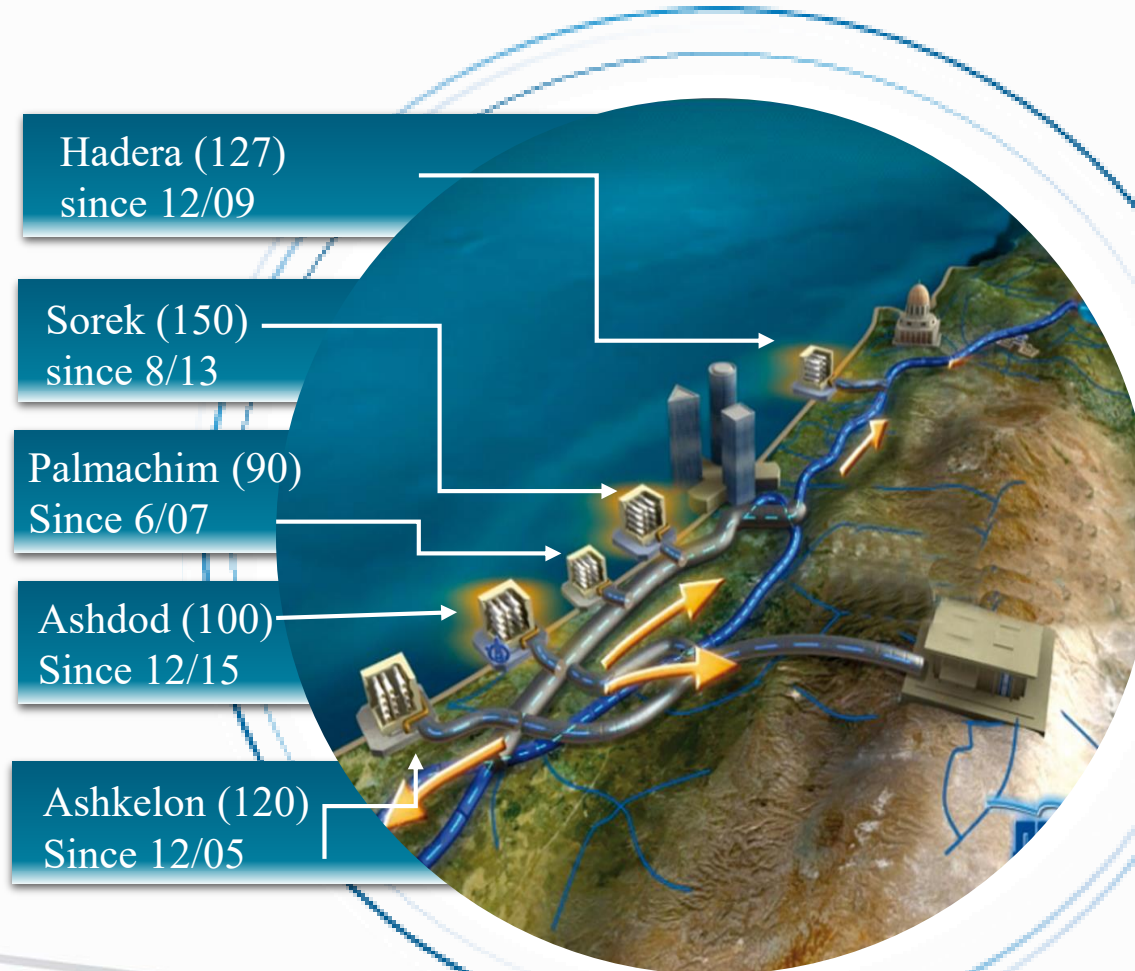 Hadera (127)
since 12/09
Sorek (150)
since 8/13
Palmachim (90)
Since 6/07
Ashdod (100)
Since 12/15
Ashkelon (120)
Since 12/05